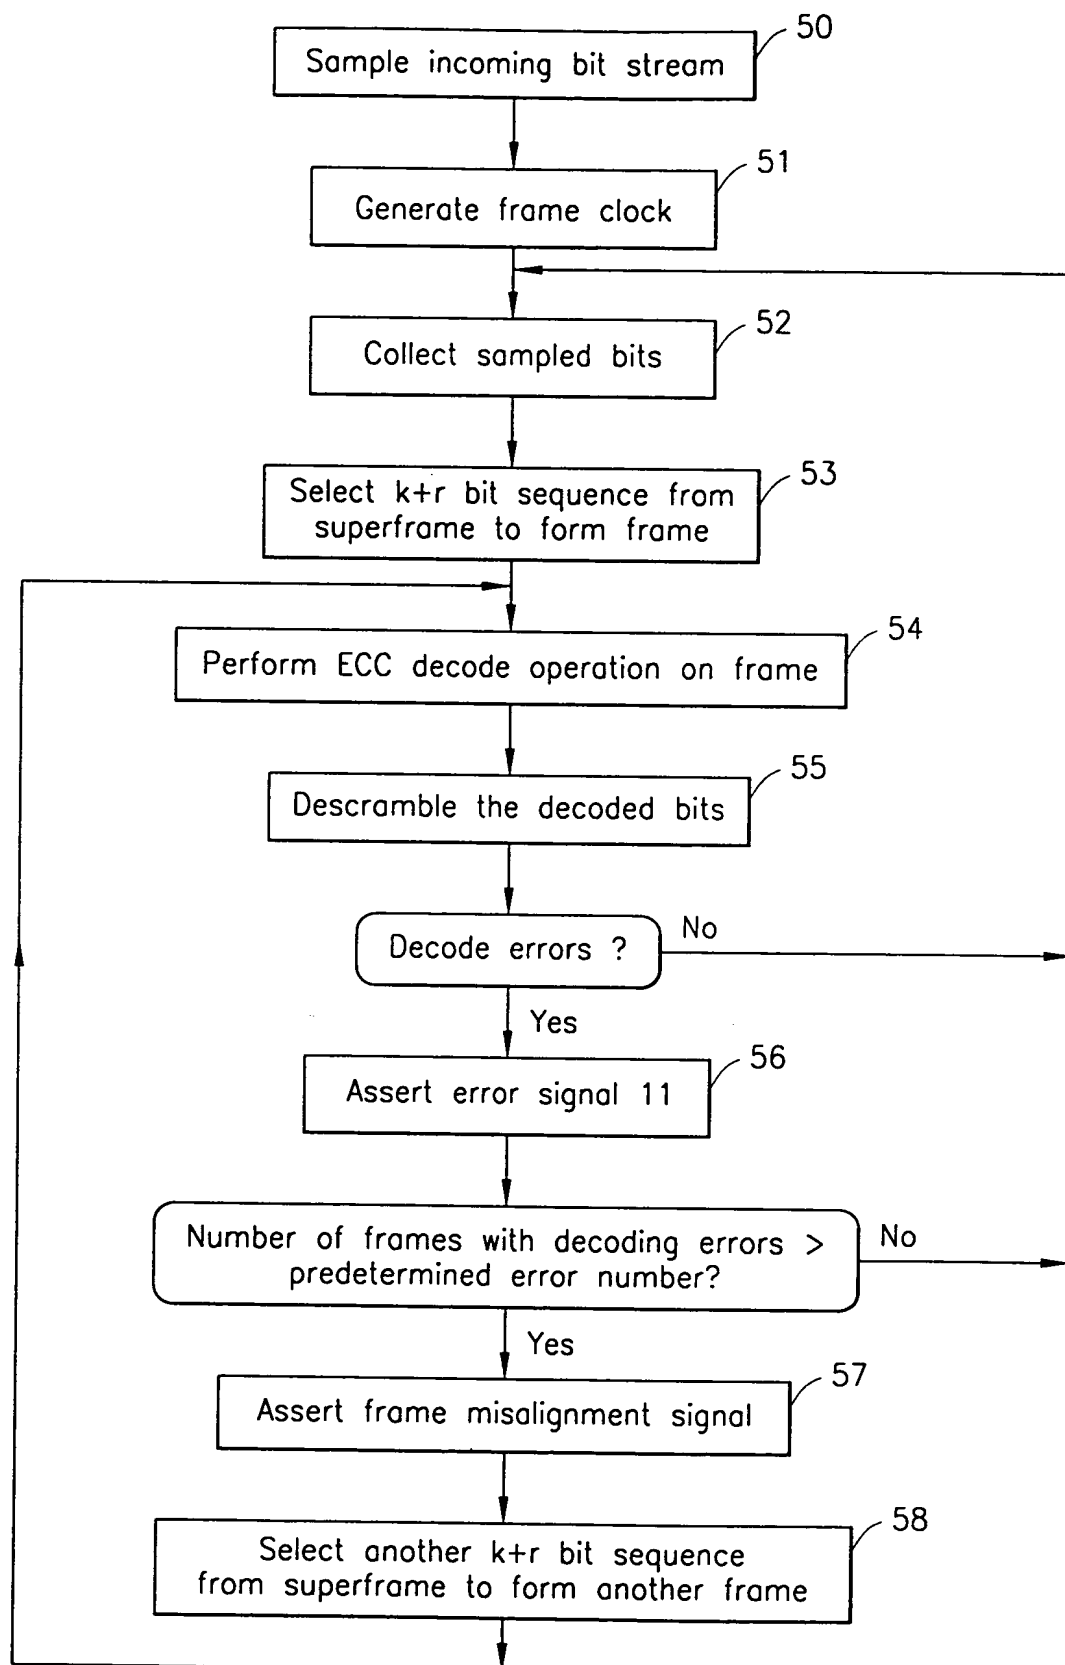 50
Sample incoming bit stream
51
Generate frame clock
52
Collect sampled bits
53
Select k+r bit sequence from
superframe to form frame
54
Perform ECC decode operation on frame
55
Descramble the decoded bits
Decode errors ?
No
Yes
56
Assert error signal 11
Number of frames with decoding errors >
predetermined error number?
No
Yes
57
Assert frame misalignment signal
58
Select another k+r bit sequence
from superframe to form another frame